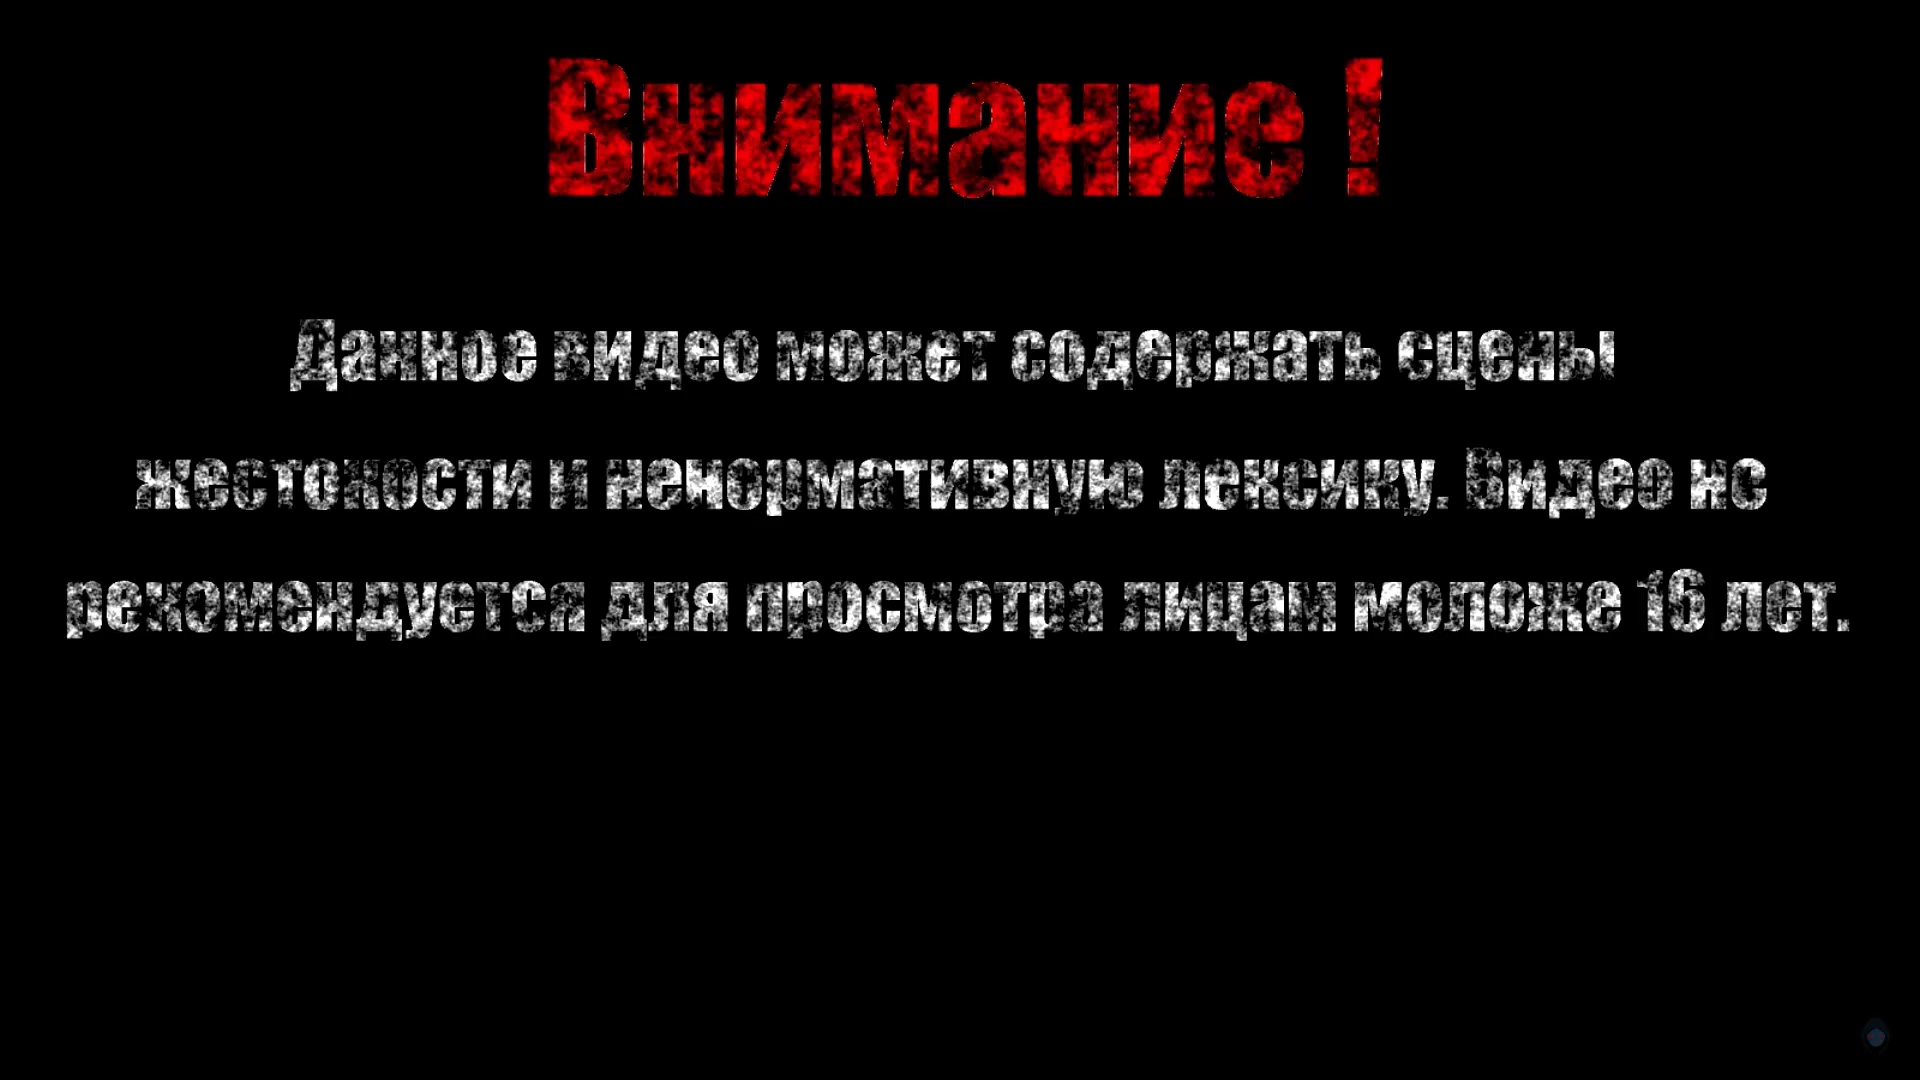 Внимание !
Данное видео может содержать сцены
жестокости и ненормативную лексику. Видео не
рекомендуется для просмотра лицам моложе 16 лет.